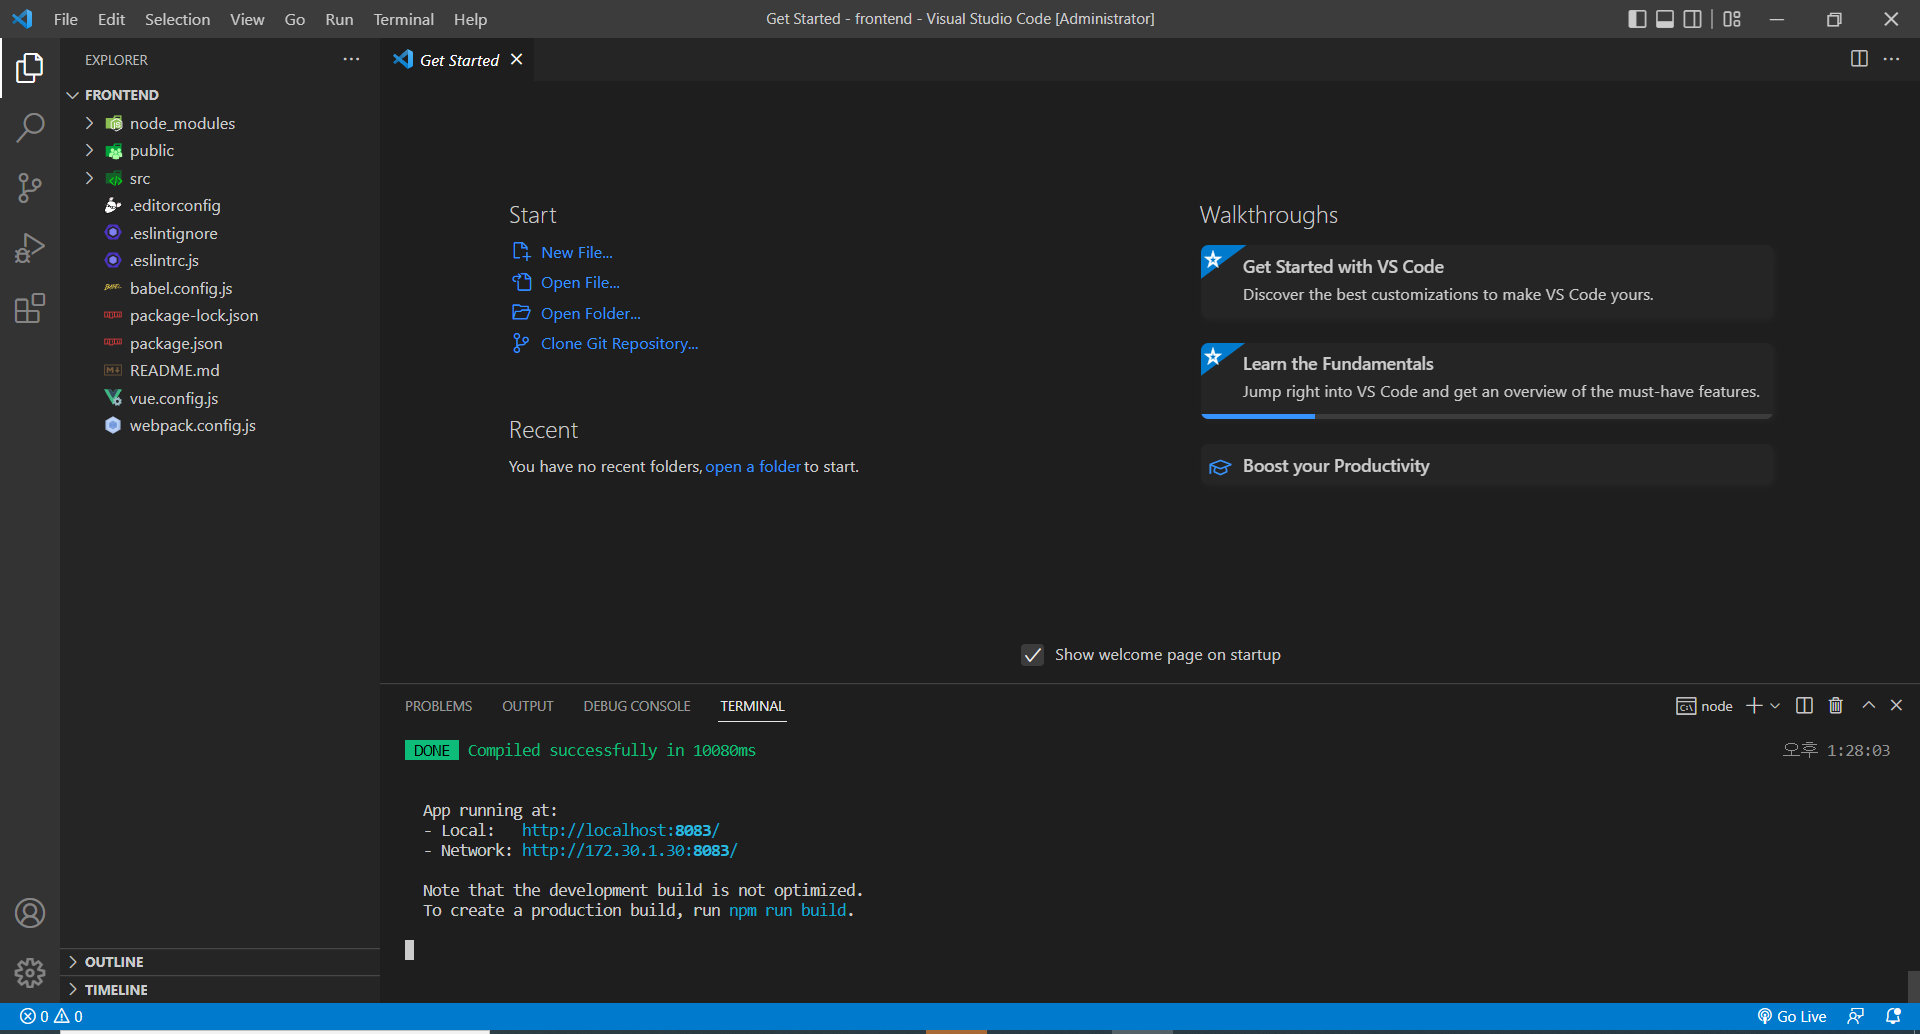 File Edit Selection View Go Run Terminal Help
Get Started - frontend - Visual Studio Code [Administrator]
EXPLORER
Get Started
FRONTEND
node_modules
public
src
.editorconfig
.eslintignore
.eslintrc.js
babel.config.js
package-lock.json
package.json
README.md
vue.config.js
webpack.config.js
OUTLINE
TIMELINE
Start
New File...
Open File...
Open Folder...
Clone Git Repository...
Recent
You have no recent folders, open a folder to start.
Walkthroughs
Get Started with VS Code
Discover the best customizations to make VS Code yours.
Learn the Fundamentals
Jump right into VS Code and get an overview of the must-have features.
Boost your Productivity
Show welcome page on startup
PROBLEMS OUTPUT DEBUG CONSOLE TERMINAL
node
DONE Compiled successfully in 10080ms 오후 1:28:03
App running at:
- Local: http://localhost:8083/
- Network: http://172.30.1.30:8083/
Note that the development build is not optimized.
To create a production build, run npm run build.
0 0
Go Live